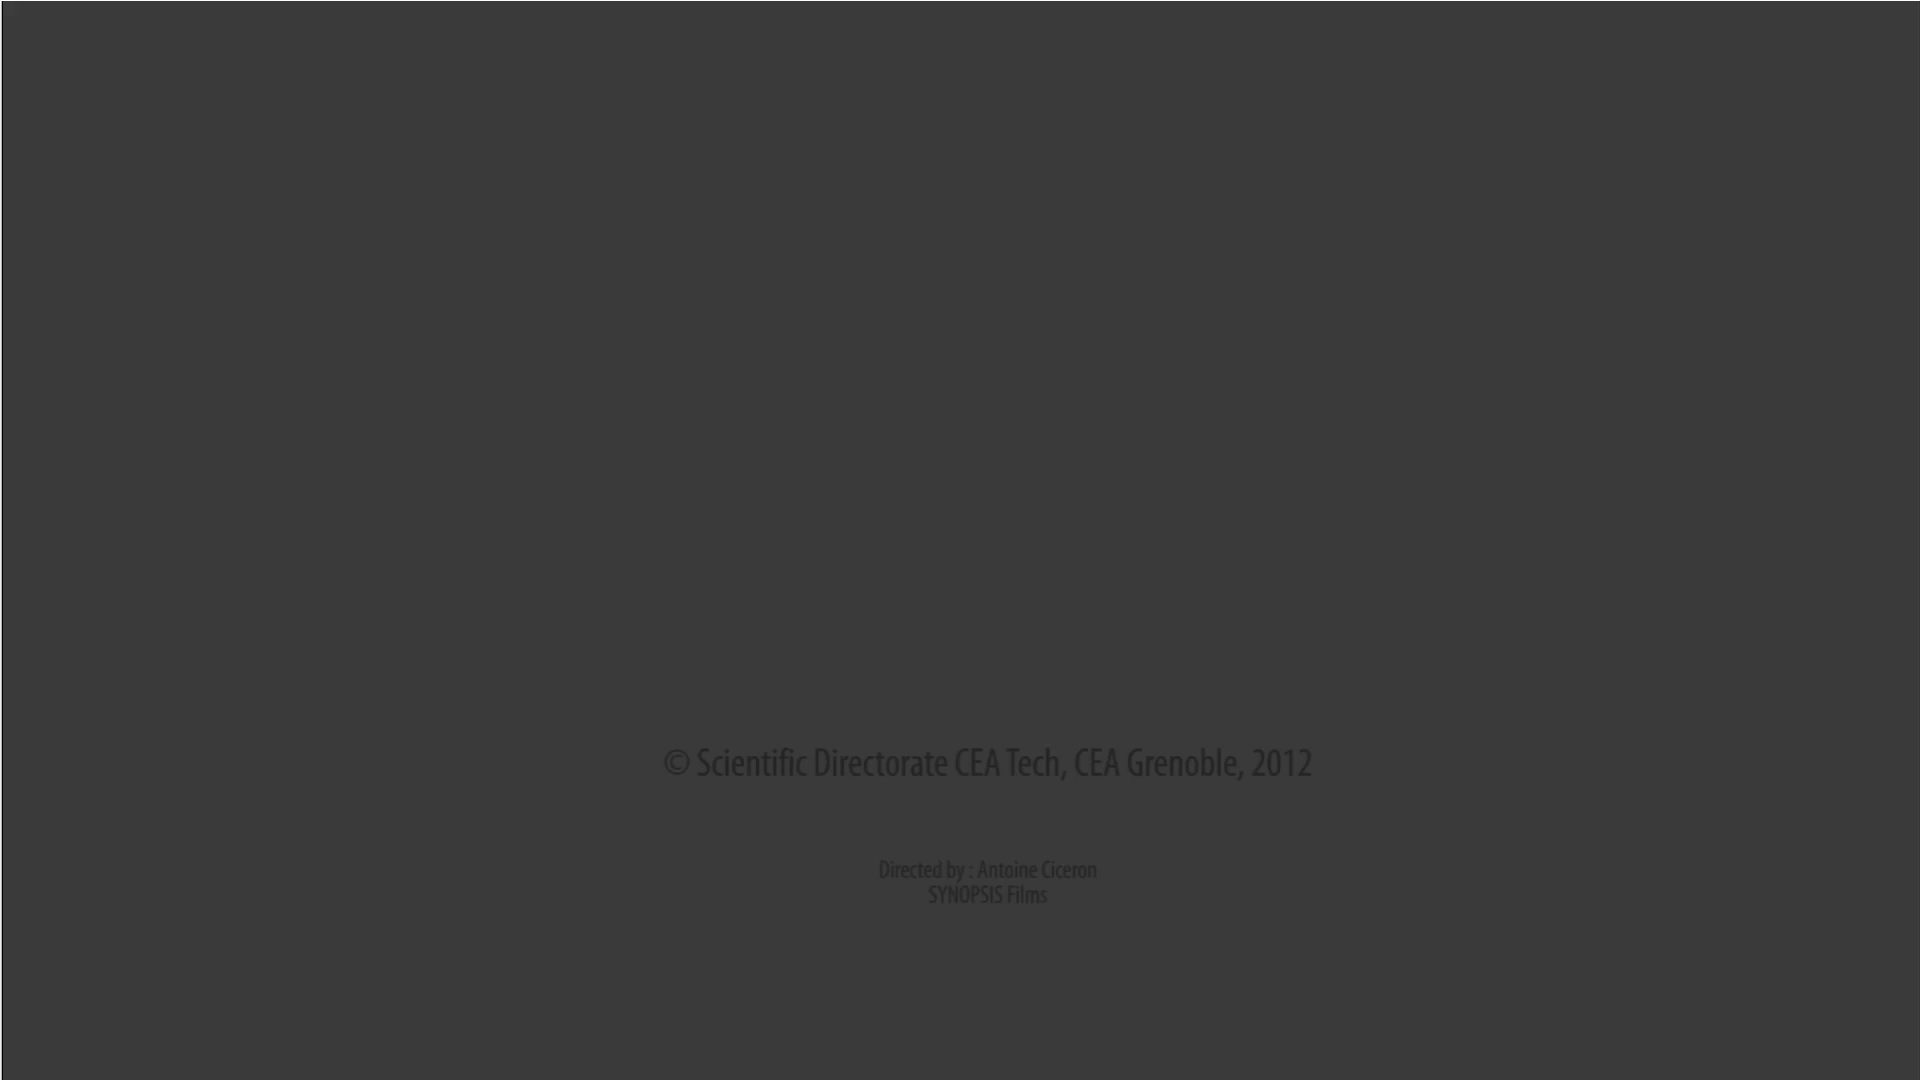 © Scientific Directorate CEA Tech, CEA Grenoble, 2012
Directed by : Antoine Ciceron
SYNOPSIS Films